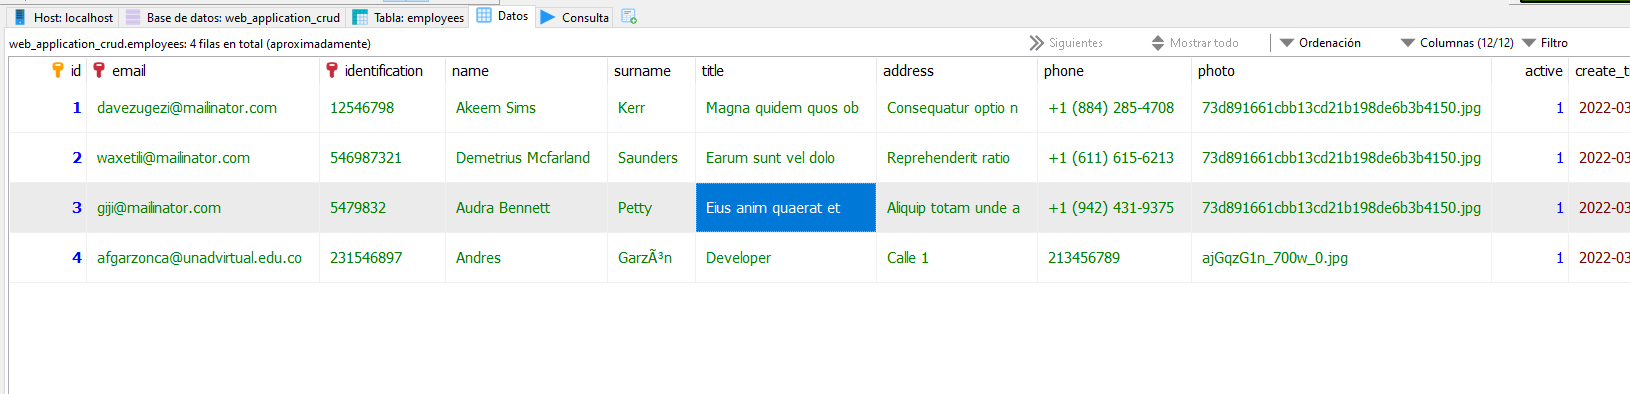 Host: localhost Base de datos: web_application_crud Tabla: employees Datos Consulta
web_application_crud.employees: 4 filas en total (aproximadamente) Siguientes Mostrar todo Ordenación Columnas (12/12) Filtro
id email identification name surname title address phone photo active create_t
1 davezugezi@mailinator.com 12546798 Akeem Sims Kerr Magna quidem quos ob Consequatur optio n +1 (884) 285-4708 73d891661cbb13cd21b198de6b3b4150.jpg 1 2022-03
2 waxetili@mailinator.com 546987321 Demetrius Mcfarland Saunders Earum sunt vel dolo Reprehenderit ratio +1 (611) 615-6213 73d891661cbb13cd21b198de6b3b4150.jpg 1 2022-03
3 giji@mailinator.com 5479832 Audra Bennett Petty Eius anim quaerat et Aliquip totam unde a +1 (942) 431-9375 73d891661cbb13cd21b198de6b3b4150.jpg 1 2022-03
4 afgarzonca@unadvirtual.edu.co 231546897 Andres GarzÃ³n Developer Calle 1 213456789 ajGqzG1n_700w_0.jpg 1 2022-03